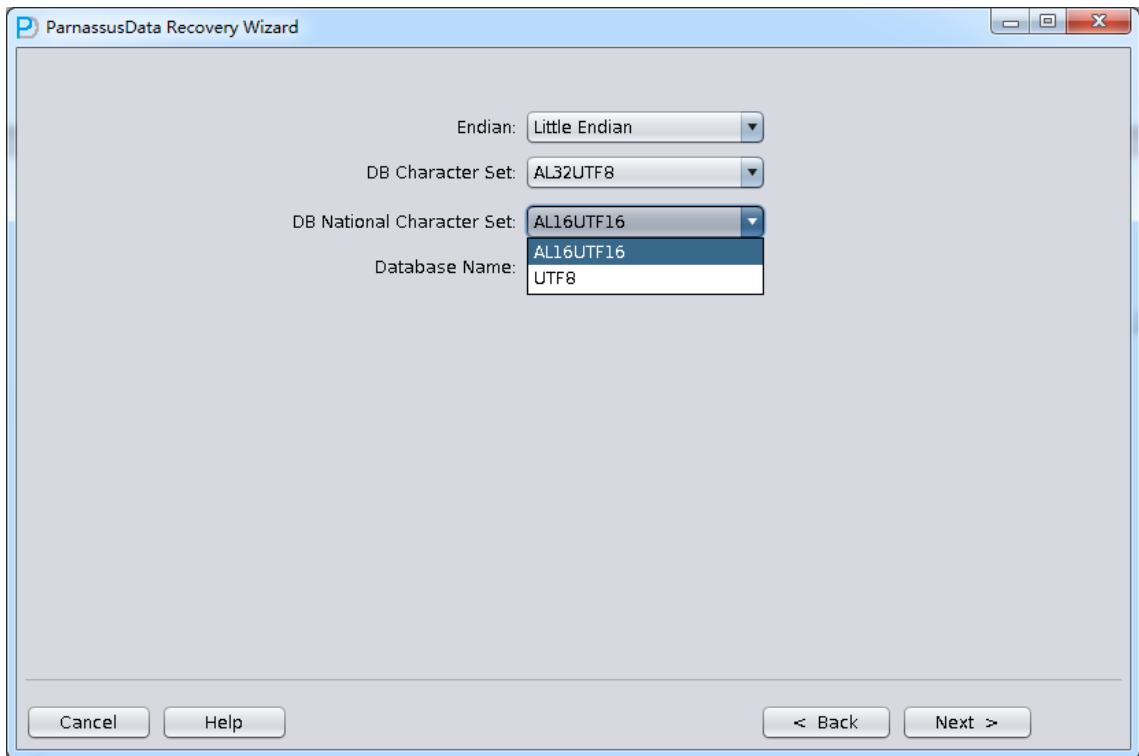 ParnassusData Recovery Wizard
Endian: Little Endian
DB Character Set: AL32UTF8
DB National Character Set: AL16UTF16
AL16UTF16
Database Name:
UTF8
Cancel Help < Back Next >